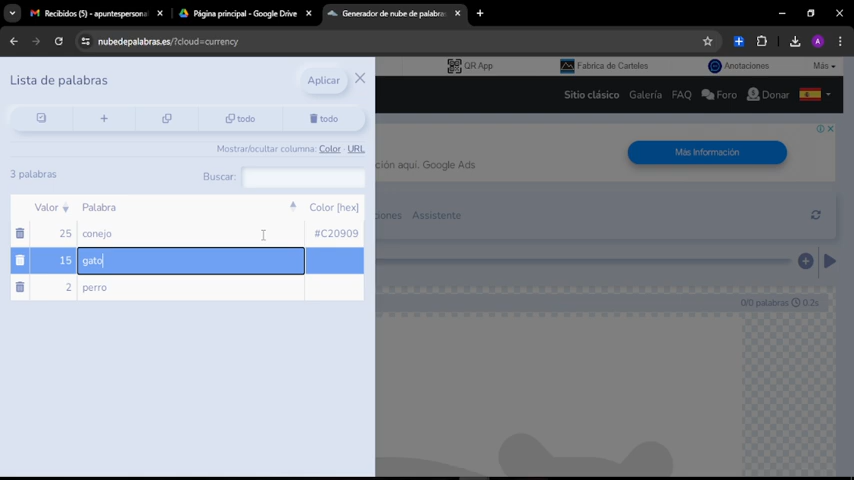 Recibidos (5) - apuntespersonal
Página principal - Google Drive
Generador de nube de palabras
nubedepalabras.es/?cloud=currency
A
Lista de palabras
Aplicar
todo
todo
Mostrar/ocultar columna: Color · URL
3 palabras
Buscar:
Valor Palabra Color [hex]
25 conejo #C20909
15 gato
2 perro
QR App
Fabrica de Carteles
Anotaciones
Más
Sitio clásico Galería FAQ Foro Donar
ción aquí. Google Ads
Más Información
iones Asistente
0/0 palabras 0.2s